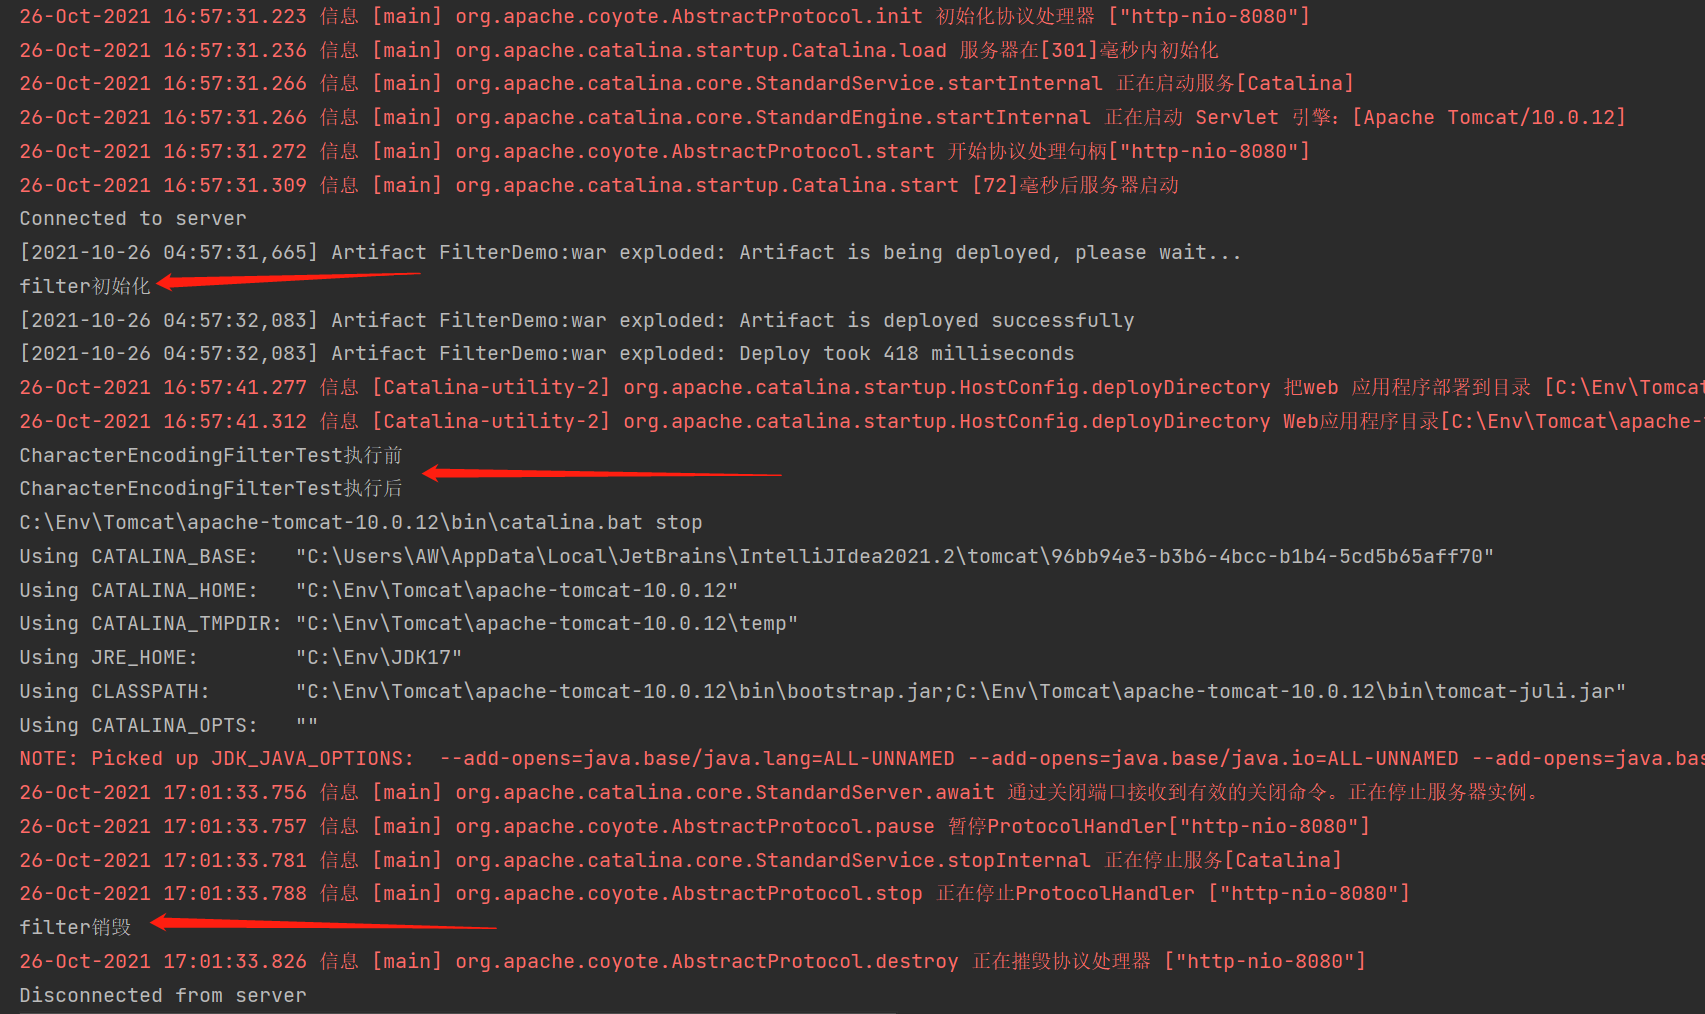 26-Oct-2021 16:57:31.223 信息 [main] org.apache.coyote.AbstractProtocol.init 初始化协议处理器 ["http-nio-8080"]
26-Oct-2021 16:57:31.236 信息 [main] org.apache.catalina.startup.Catalina.load 服务器在[301]毫秒内初始化
26-Oct-2021 16:57:31.266 信息 [main] org.apache.catalina.core.StandardService.startInternal 正在启动服务[Catalina]
26-Oct-2021 16:57:31.266 信息 [main] org.apache.catalina.core.StandardEngine.startInternal 正在启动 Servlet 引擎：[Apache Tomcat/10.0.12]
26-Oct-2021 16:57:31.272 信息 [main] org.apache.coyote.AbstractProtocol.start 开始协议处理句柄["http-nio-8080"]
26-Oct-2021 16:57:31.309 信息 [main] org.apache.catalina.startup.Catalina.start [72]毫秒后服务器启动
Connected to server
[2021-10-26 04:57:31,665] Artifact FilterDemo:war exploded: Artifact is being deployed, please wait...
filter初始化
[2021-10-26 04:57:32,083] Artifact FilterDemo:war exploded: Artifact is deployed successfully
[2021-10-26 04:57:32,083] Artifact FilterDemo:war exploded: Deploy took 418 milliseconds
26-Oct-2021 16:57:41.277 信息 [Catalina-utility-2] org.apache.catalina.startup.HostConfig.deployDirectory 把web 应用程序部署到目录 [C:\Env\Tomcat
26-Oct-2021 16:57:41.312 信息 [Catalina-utility-2] org.apache.catalina.startup.HostConfig.deployDirectory Web应用程序目录[C:\Env\Tomcat\apache-
CharacterEncodingFilterTest执行前
CharacterEncodingFilterTest执行后
C:\Env\Tomcat\apache-tomcat-10.0.12\bin\catalina.bat stop
Using CATALINA_BASE:   "C:\Users\AW\AppData\Local\JetBrains\IntelliJIdea2021.2\tomcat\96bb94e3-b3b6-4bcc-b1b4-5cd5b65aff70"
Using CATALINA_HOME:   "C:\Env\Tomcat\apache-tomcat-10.0.12"
Using CATALINA_TMPDIR: "C:\Env\Tomcat\apache-tomcat-10.0.12\temp"
Using JRE_HOME:        "C:\Env\JDK17"
Using CLASSPATH:       "C:\Env\Tomcat\apache-tomcat-10.0.12\bin\bootstrap.jar;C:\Env\Tomcat\apache-tomcat-10.0.12\bin\tomcat-juli.jar"
Using CATALINA_OPTS:   ""
NOTE: Picked up JDK_JAVA_OPTIONS:  --add-opens=java.base/java.lang=ALL-UNNAMED --add-opens=java.base/java.io=ALL-UNNAMED --add-opens=java.bas
26-Oct-2021 17:01:33.756 信息 [main] org.apache.catalina.core.StandardServer.await 通过关闭端口接收到有效的关闭命令。正在停止服务器实例。
26-Oct-2021 17:01:33.757 信息 [main] org.apache.coyote.AbstractProtocol.pause 暂停ProtocolHandler["http-nio-8080"]
26-Oct-2021 17:01:33.781 信息 [main] org.apache.catalina.core.StandardService.stopInternal 正在停止服务[Catalina]
26-Oct-2021 17:01:33.788 信息 [main] org.apache.coyote.AbstractProtocol.stop 正在停止ProtocolHandler ["http-nio-8080"]
filter销毁
26-Oct-2021 17:01:33.826 信息 [main] org.apache.coyote.AbstractProtocol.destroy 正在摧毁协议处理器 ["http-nio-8080"]
Disconnected from server